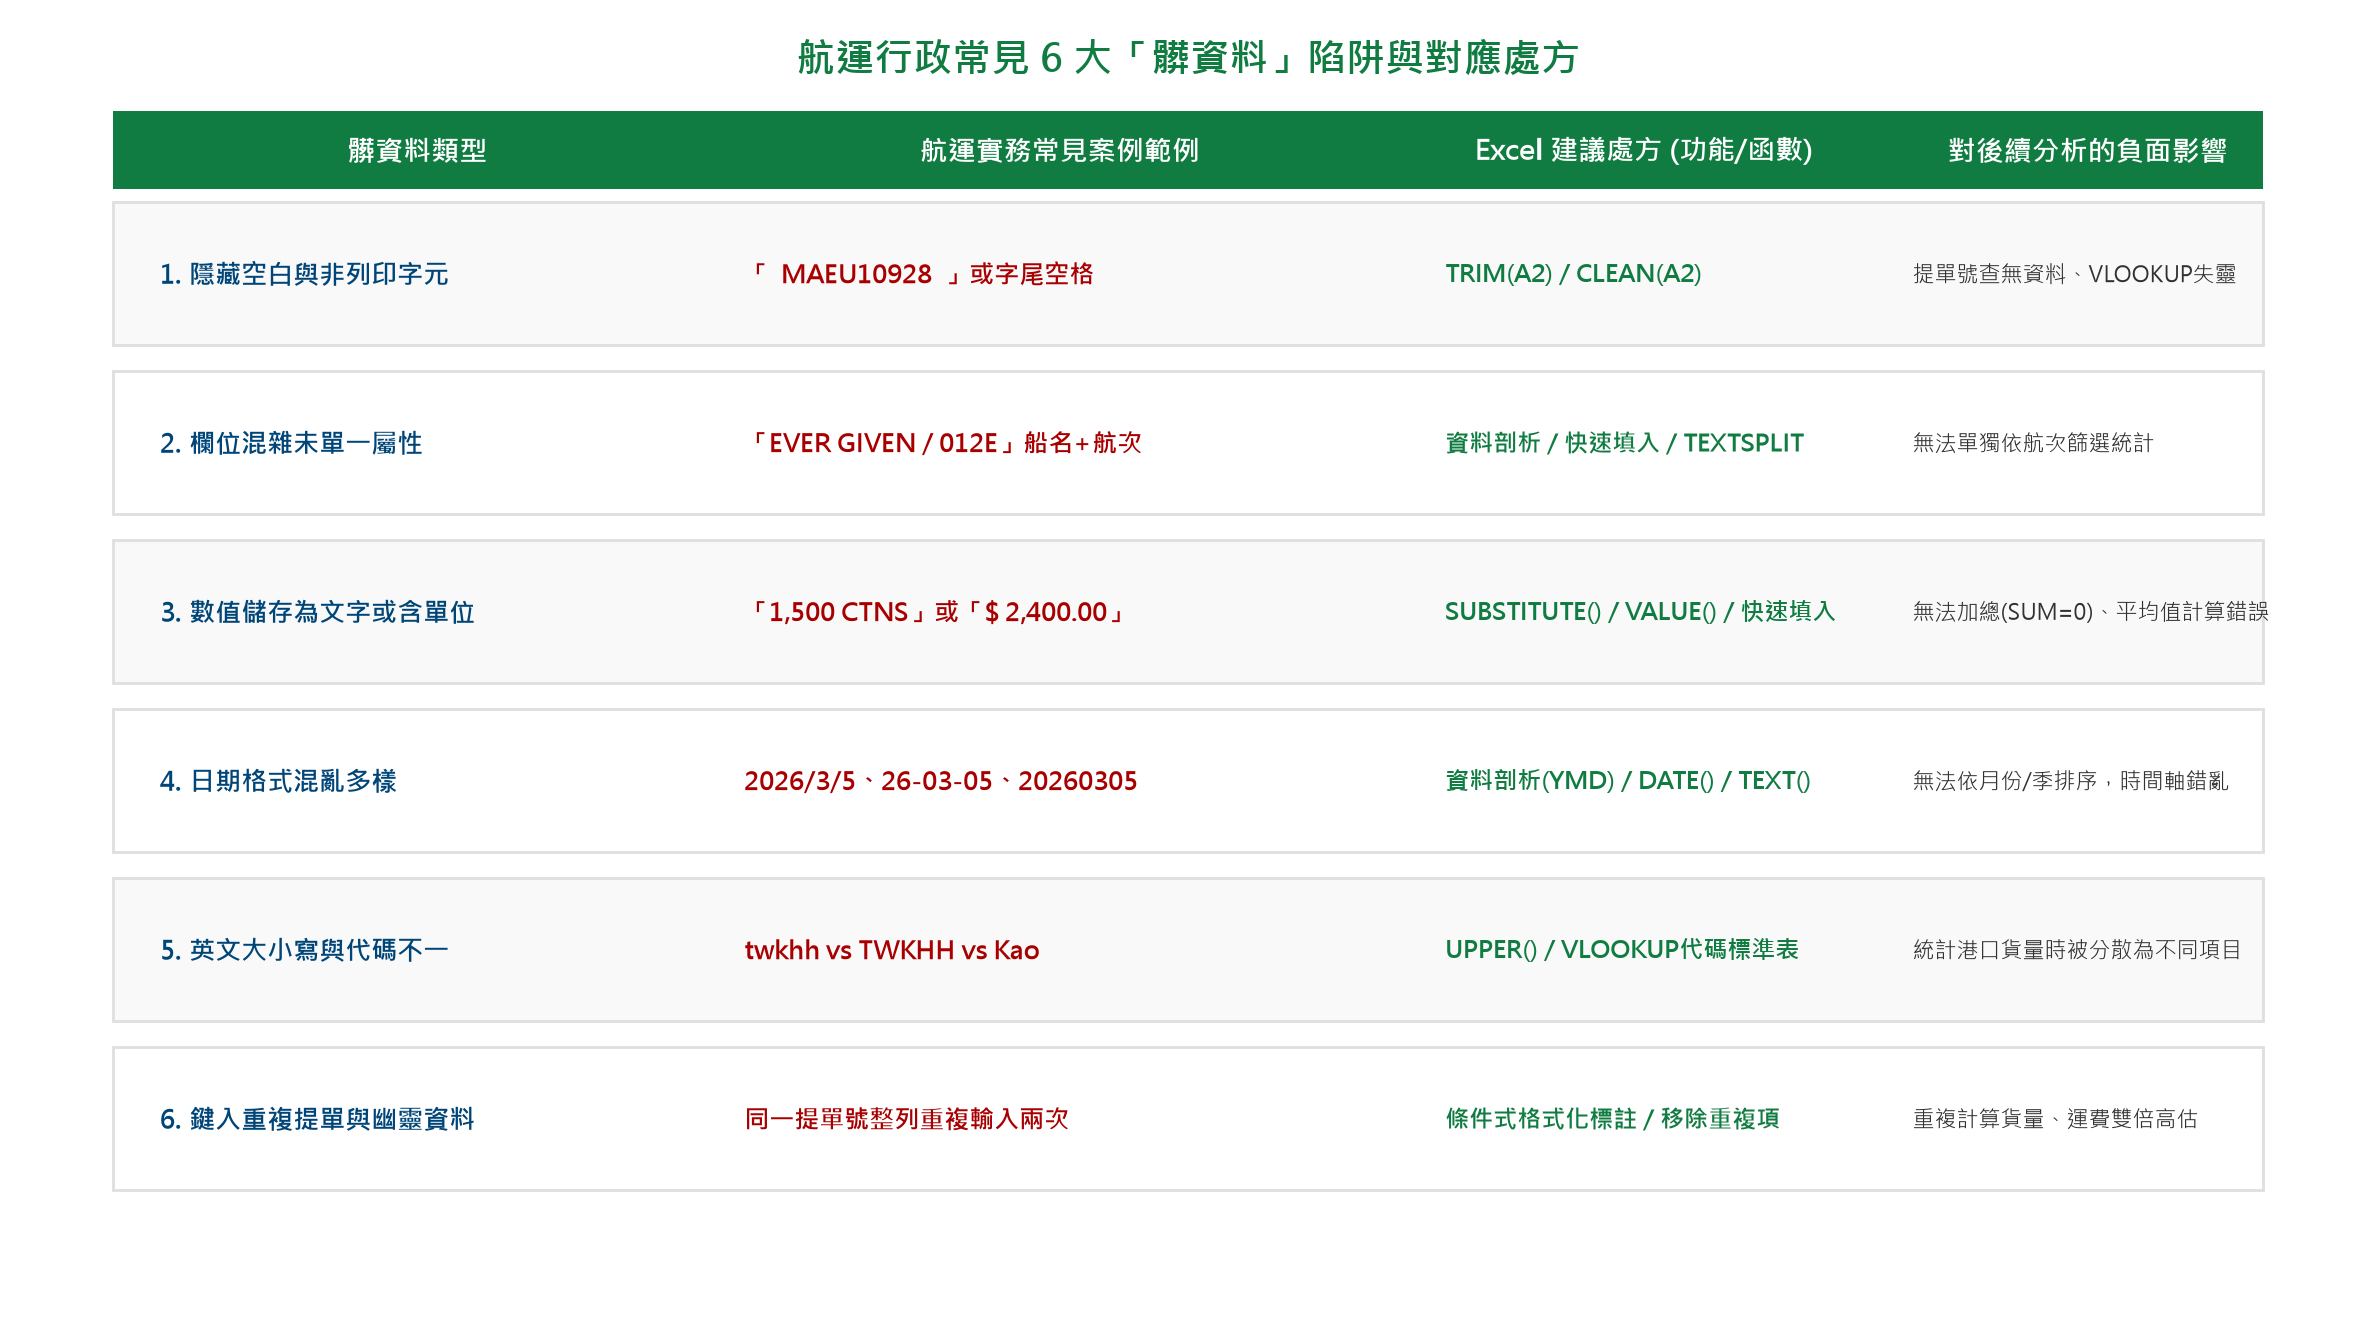 航運行政常見 6 大「髒資料」陷阱與對應處方
髒資料類型 航運實務常見案例範例 Excel 建議處方 (功能/函數) 對後續分析的負面影響
1. 隱藏空白與非列印字元 「 MAEU10928 」或字尾空格 TRIM(A2) / CLEAN(A2) 提單號查無資料、VLOOKUP失靈
2. 欄位混雜未單一屬性 「EVER GIVEN / 012E」船名+航次 資料剖析 / 快速填入 / TEXTSPLIT 無法單獨依航次篩選統計
3. 數值儲存為文字或含單位 「1,500 CTNS」或「$ 2,400.00」 SUBSTITUTE() / VALUE() / 快速填入 無法加總(SUM=0)、平均值計算錯誤
4. 日期格式混亂多樣 2026/3/5、26-03-05、20260305 資料剖析(YMD) / DATE() / TEXT() 無法依月份/季排序，時間軸錯亂
5. 英文大小寫與代碼不一 twkhh vs TWKHH vs Kao UPPER() / VLOOKUP代碼標準表 統計港口貨量時被分散為不同項目
6. 鍵入重複提單與幽靈資料 同一提單號整列重複輸入兩次 條件式格式化標註 / 移除重複項 重複計算貨量、運費雙倍高估